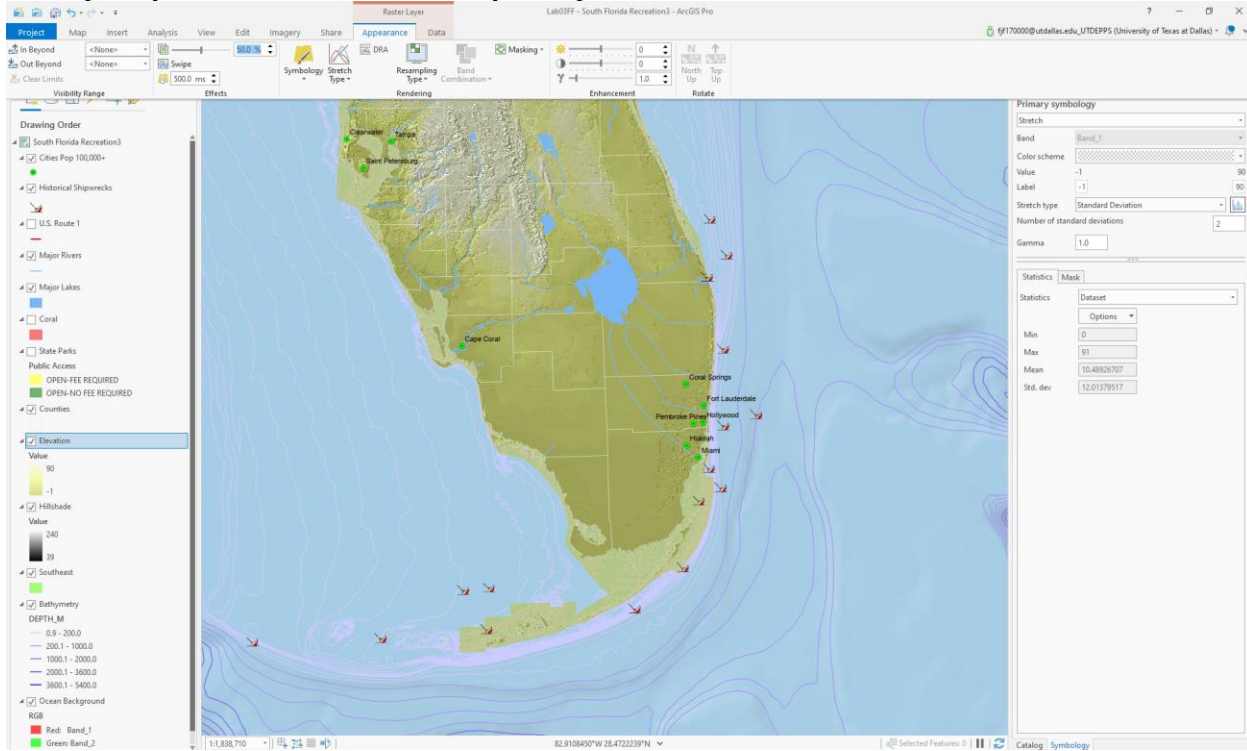 Raster Layer
Lab03FF - South Florida Recreation3 - ArcGIS Pro
?
Project Map Insert Analysis View Edit Imagery Share Appearance Data
fjf170000@utdallas.edu_UTDEPPS (University of Texas at Dallas)
In Beyond <None>
Out Beyond <None>
Clear Limits
Visibility Range
50.0 %
Swipe
500.0 ms
Effects
Symbology
Stretch Type
DRA
Resampling Type
Band Combination
Masking
Rendering
0
0
1.0
Enhancement
North Up
Top Up
Rotate
Drawing Order
South Florida Recreation3
Cities Pop 100,000+
Historical Shipwrecks
U.S. Route 1
Major Rivers
Major Lakes
Coral
State Parks
Public Access
OPEN-FEE REQUIRED
OPEN-NO FEE REQUIRED
Counties
Elevation
Value
90
-1
Hillshade
Value
240
39
Southeast
Bathymetry
DEPTH_M
0.9 - 200.0
200.1 - 1000.0
1000.1 - 2000.0
2000.1 - 3600.0
3600.1 - 5400.0
Ocean Background
RGB
Red: Band_1
Green: Band_2
Clearwater
Tampa
Saint Petersburg
Cape Coral
Coral Springs
Fort Lauderdale
Pembroke Pines
Hollywood
Hialeah
Miami
1:1,838,710
82.9108450°W 28.4722239°N
Selected Features: 0
Primary symbology
Stretch
Band Band_1
Color scheme
Value -1 90
Label -1 90
Stretch type Standard Deviation
Number of standard deviations 2
Gamma 1.0
Statistics Mask
Statistics Dataset
Options
Min 0
Max 91
Mean 10.48926707
Std. dev 12.01379517
Catalog Symbology